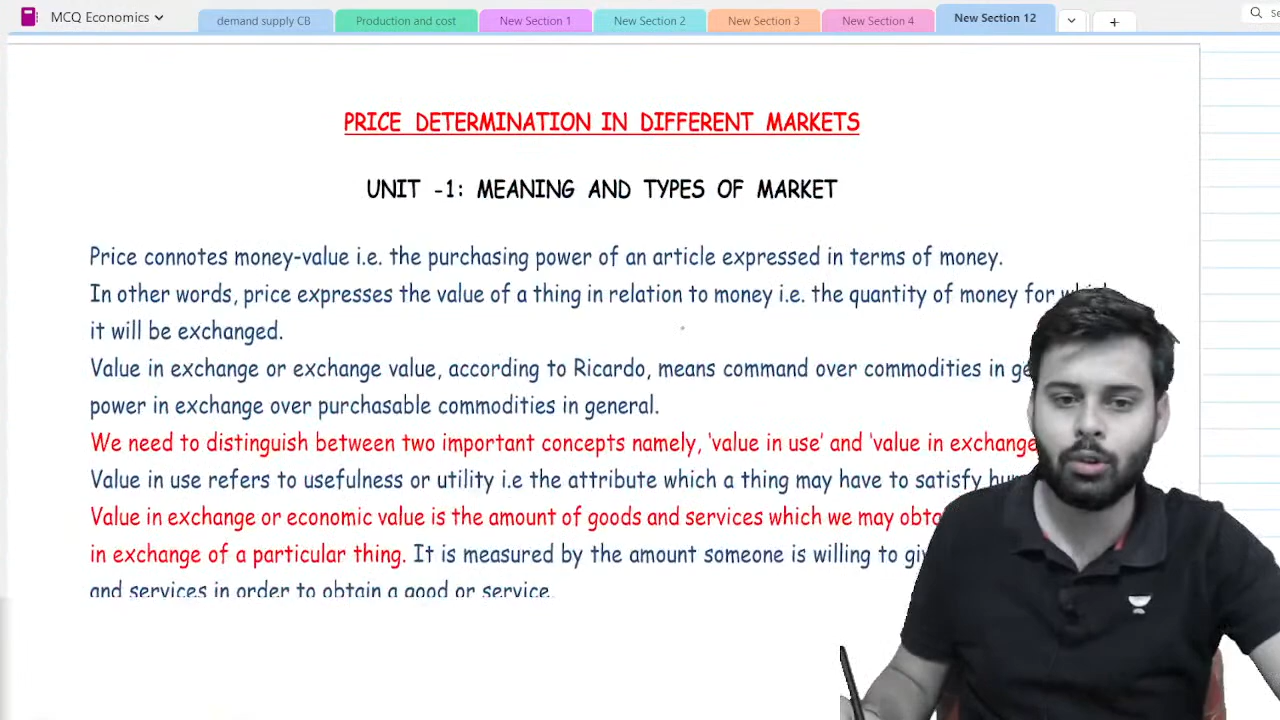 MCQ Economics
demand supply CB
Production and cost
New Section 1
New Section 2
New Section 3
New Section 4
New Section 12
PRICE DETERMINATION IN DIFFERENT MARKETS
UNIT -1: MEANING AND TYPES OF MARKET
Price connotes money-value i.e. the purchasing power of an article expressed in terms of money.
In other words, price expresses the value of a thing in relation to money i.e. the quantity of money for
it will be exchanged.
Value in exchange or exchange value, according to Ricardo, means command over commodities in
power in exchange over purchasable commodities in general.
We need to distinguish between two important concepts namely, 'value in use' and 'value in exchange
Value in use refers to usefulness or utility i.e the attribute which a thing may have to satisfy
Value in exchange or economic value is the amount of goods and services which we may
in exchange of a particular thing. It is measured by the amount someone is willing to
and services in order to obtain a good or service.